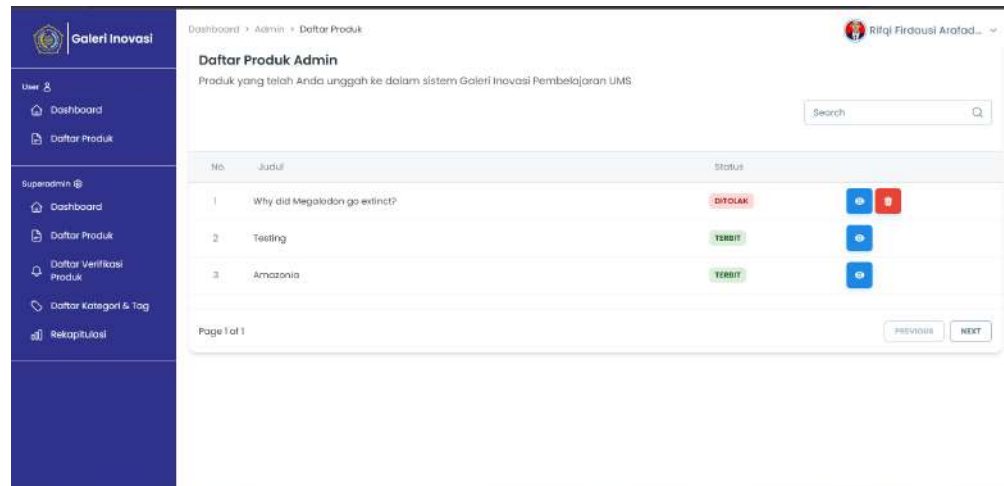 Galeri Inovasi
Dashboard > Admin > Daftar Produk
Rifqi Firdausi Arafad...
Daftar Produk Admin
Produk yang telah Anda unggah ke dalam sistem Galeri Inovasi Pembelajaran UMS
User
Dashboard
Daftar Produk
Search
Superadmin
Dashboard
Daftar Produk
Daftar Verifikasi
Produk
Daftar Kategori & Tag
Rekapitulasi
No. Judul Status
1 Why did Megalodon go extinct? DITOLAK
2 Testing TERBIT
3 Amazonia TERBIT
Page 1 of 1
PREVIOUS NEXT